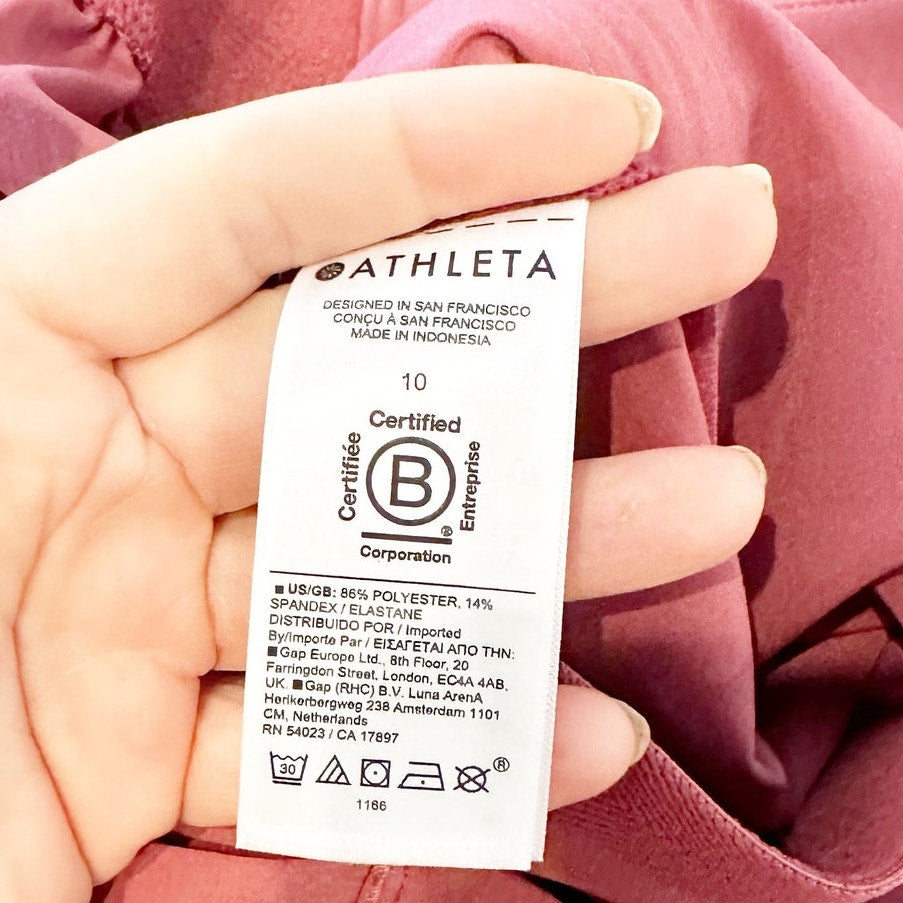 ATHLETA
DESIGNED IN SAN FRANCISCO
CONÇU À SAN FRANCISCO
MADE IN INDONESIA
10
Certified
Certifiée
B
Entreprise
®
Corporation
US/GB: 86% POLYESTER, 14%
SPANDEX / ELASTANE
DISTRIBUIDO POR / Imported
By/Importe Par / ΕΙΣΑΓΕΤΑΙ ΑΠΟ ΤΗΝ:
Gap Europe Ltd., 8th Floor, 20
Farringdon Street, London, EC4A 4AB,
UK. Gap (RHC) B.V. Luna ArenA
Herikerbergweg 238 Amsterdam 1101
CM, Netherlands
RN 54023 / CA 17897
30
®
1166